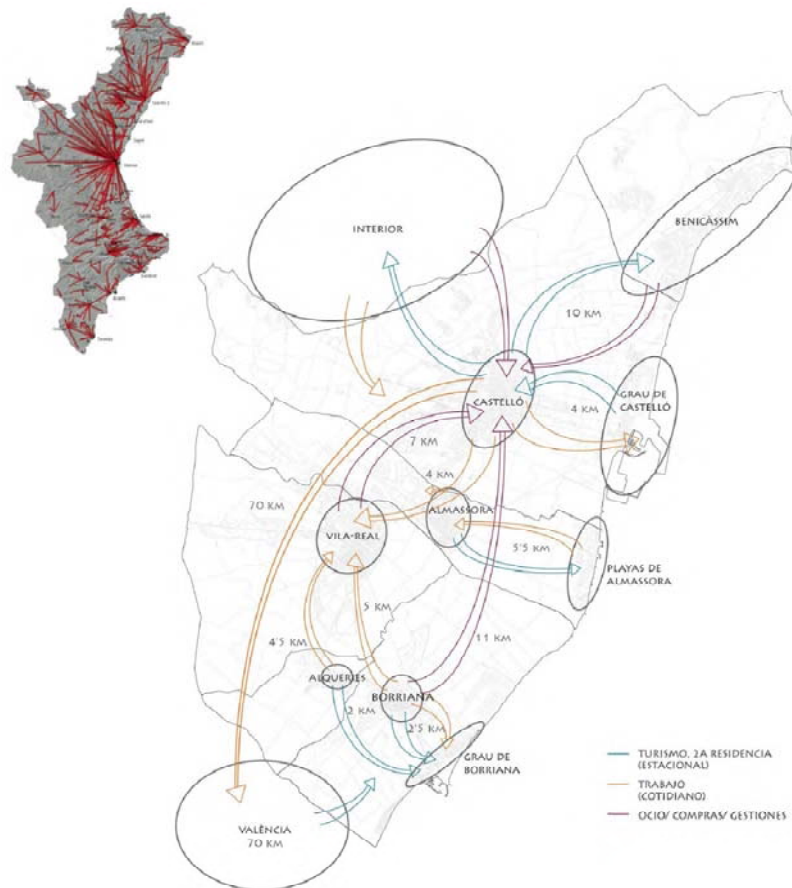 INTERIOR
BENICÀSSIM
10 KM
CASTELLÓ
GRAU DE
CASTELLÓ
4 KM
7 KM
4 KM
70 KM
ALMASSORA
VILA-REAL
5'5 KM
PLAYAS DE
ALMASSORA
5 KM
4'5 KM
11 KM
ALQUERIES
BORRIANA
2 KM
2'5 KM
GRAU DE
BORRIANA
VALÈNCIA
70 KM
TURISMO, 2A RESIDENCIA
(ESTACIONAL)
TRABAJO
(COTIDIANO)
OCIO/ COMPRAS/ GESTIONES